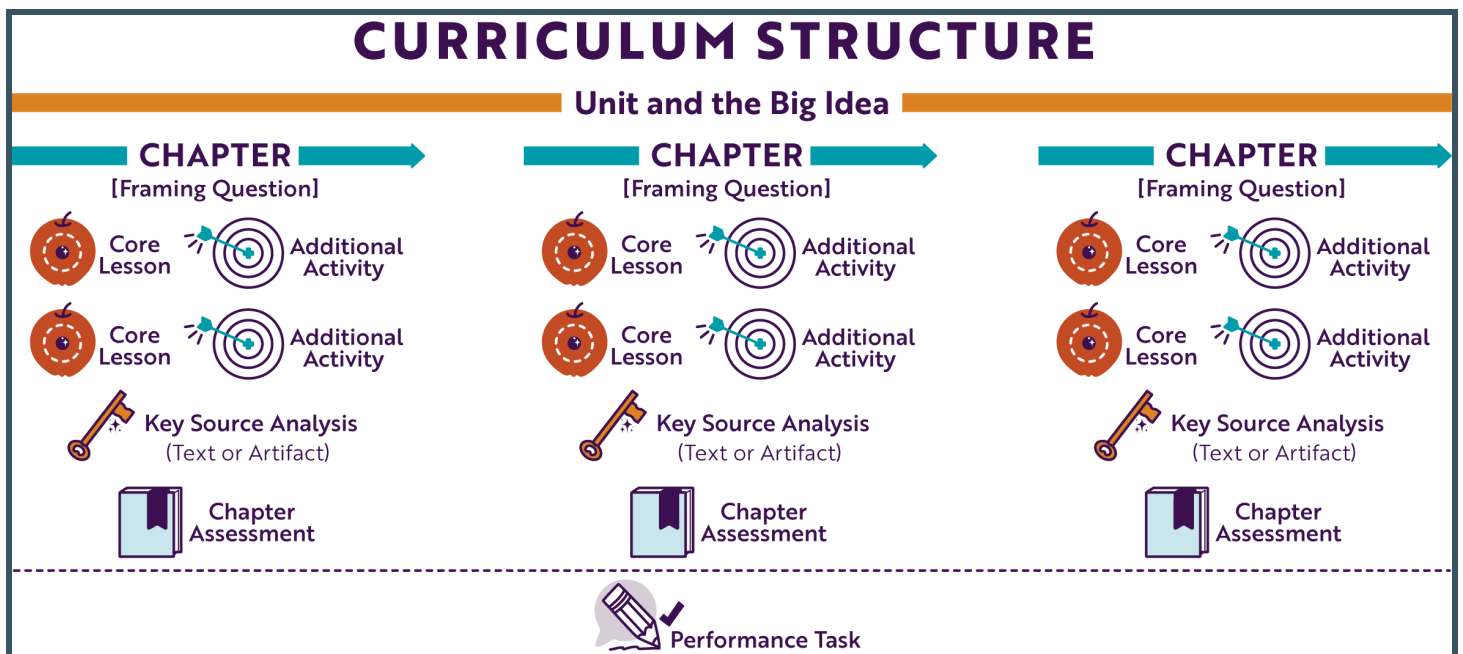 CURRICULUM STRUCTURE
Unit and the Big Idea
CHAPTER
[Framing Question]
Core
Lesson
Additional
Activity
Core
Lesson
Additional
Activity
Key Source Analysis
(Text or Artifact)
Chapter
Assessment
CHAPTER
[Framing Question]
Core
Lesson
Additional
Activity
Core
Lesson
Additional
Activity
Key Source Analysis
(Text or Artifact)
Chapter
Assessment
CHAPTER
[Framing Question]
Core
Lesson
Additional
Activity
Core
Lesson
Additional
Activity
Key Source Analysis
(Text or Artifact)
Chapter
Assessment
Performance Task